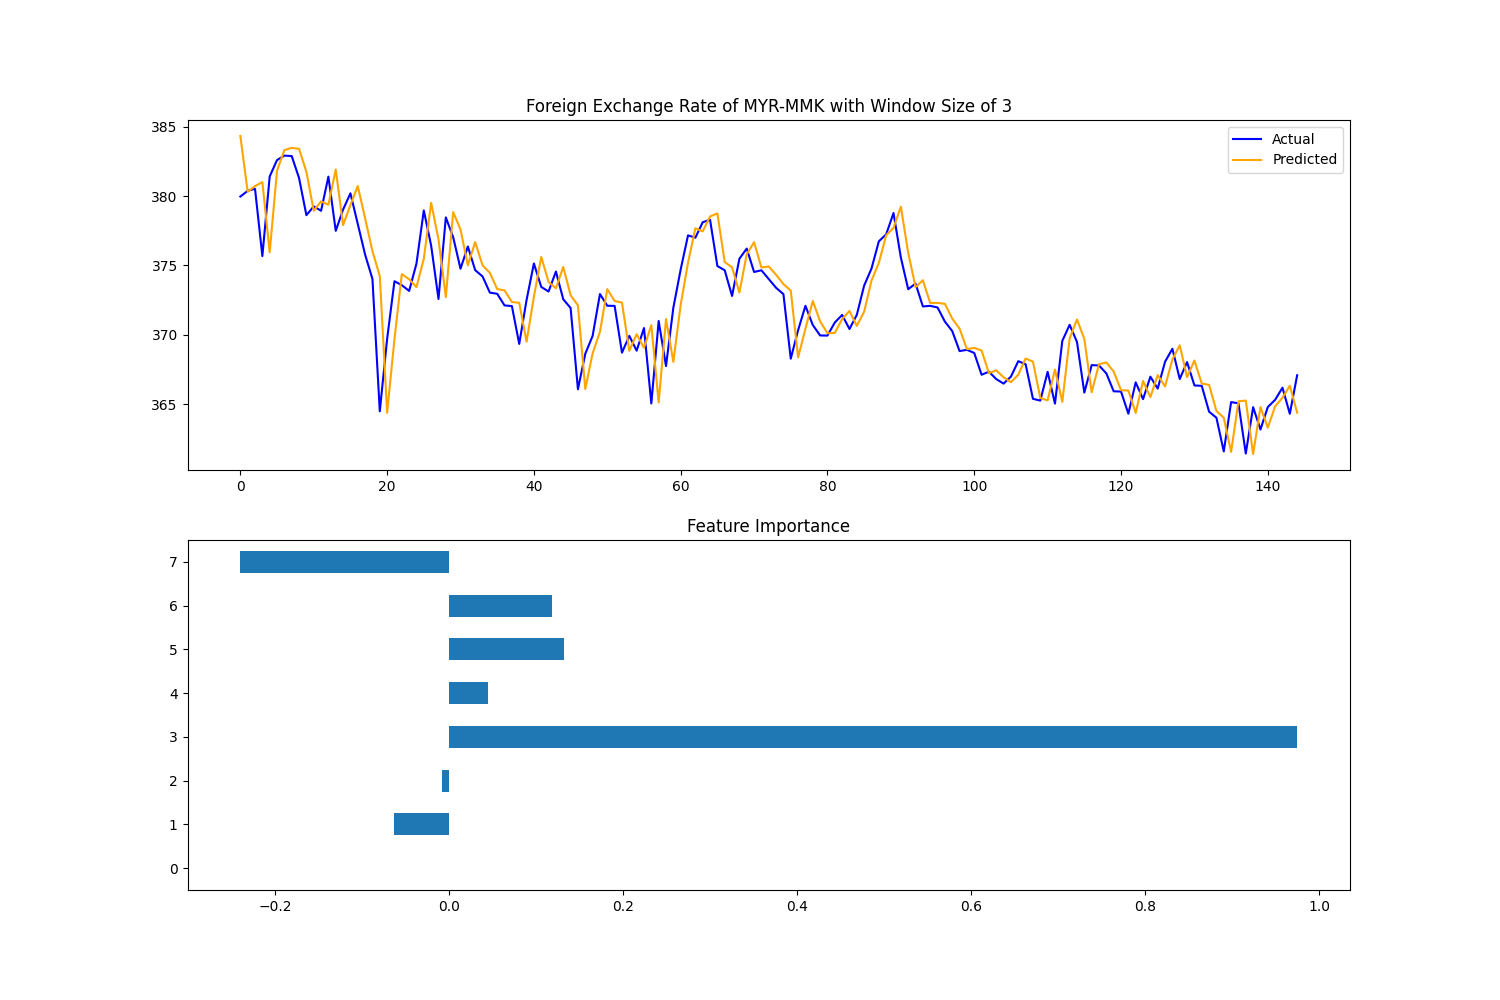 Foreign Exchange Rate of MYR-MMK with Window Size of 3
385
380
375
370
365
Actual
Predicted
0 20 40 60 80 100 120 140
Feature Importance
7
6
5
4
3
2
1
0
−0.2 0.0 0.2 0.4 0.6 0.8 1.0